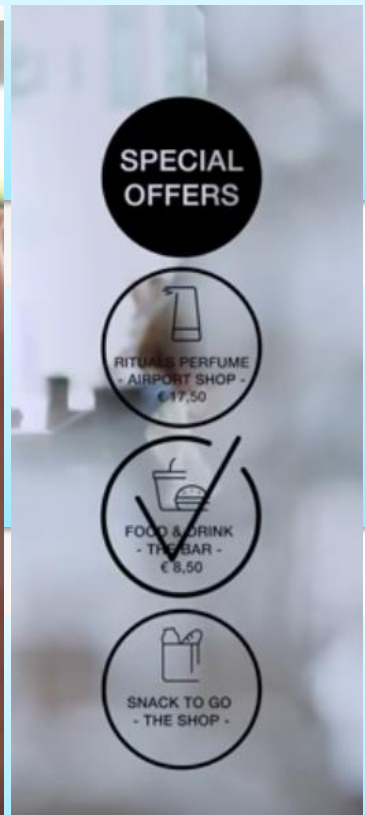 SPECIAL
OFFERS
RITUALS PERFUME
- AIRPORT SHOP -
€ 17,50
FOOD & DRINK
- THE BAR -
€ 8,50
SNACK TO GO
- THE SHOP -